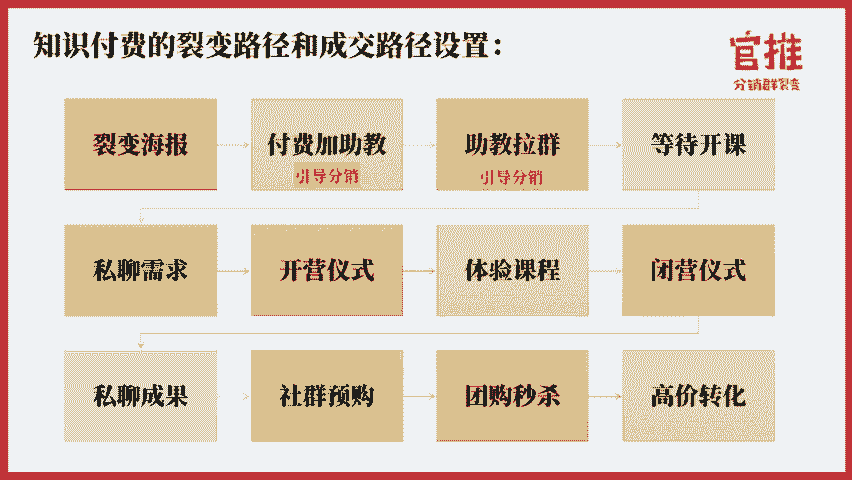 知识付费的裂变路径和成交路径设置：
官推
分销群裂变
裂变海报
付费加助教
引导分销
助教拉群
引导分销
等待开课
私聊需求
开营仪式
体验课程
闭营仪式
私聊成果
社群预购
团购秒杀
高价转化